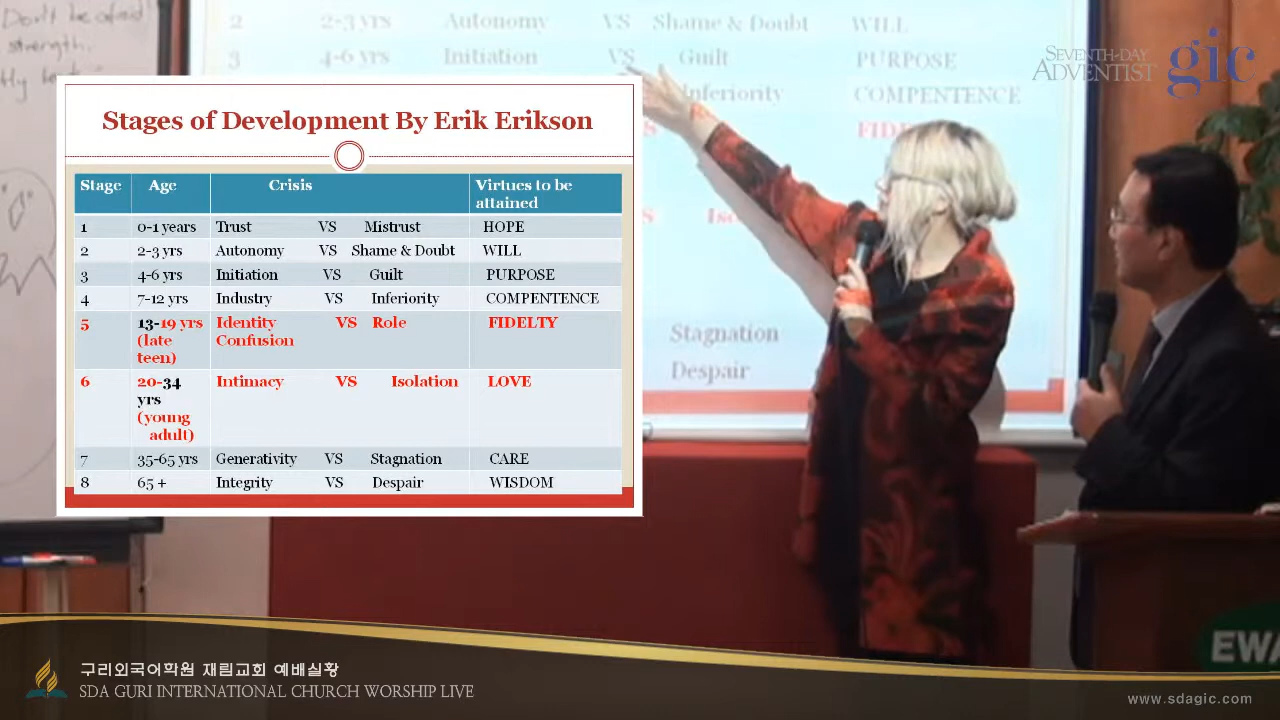 Don't be afraid
strength.
2 2-3 yrs Autonomy VS Shame & Doubt WILL
3 4-6 yrs Initiation VS Guilt PURPOSE
Inferiority COMPENTENCE
SEVENTH-DAY
ADVENTIST gic
Stages of Development By Erik Erikson
Stage Age Crisis Virtues to be
attained
1 0-1 years Trust VS Mistrust HOPE
2 2-3 yrs Autonomy VS Shame & Doubt WILL
3 4-6 yrs Initiation VS Guilt PURPOSE
4 7-12 yrs Industry VS Inferiority COMPENTENCE
5 13-19 yrs Identity VS Role FIDELTY
(late Confusion
teen)
6 20-34 Intimacy VS Isolation LOVE
yrs
(young
adult)
7 35-65 yrs Generativity VS Stagnation CARE
8 65 + Integrity VS Despair WISDOM
Stagnation
Despair
구리외국어학원 재림교회 예배실황
SDA GURI INTERNATIONAL CHURCH WORSHIP LIVE
www.sdagic.com